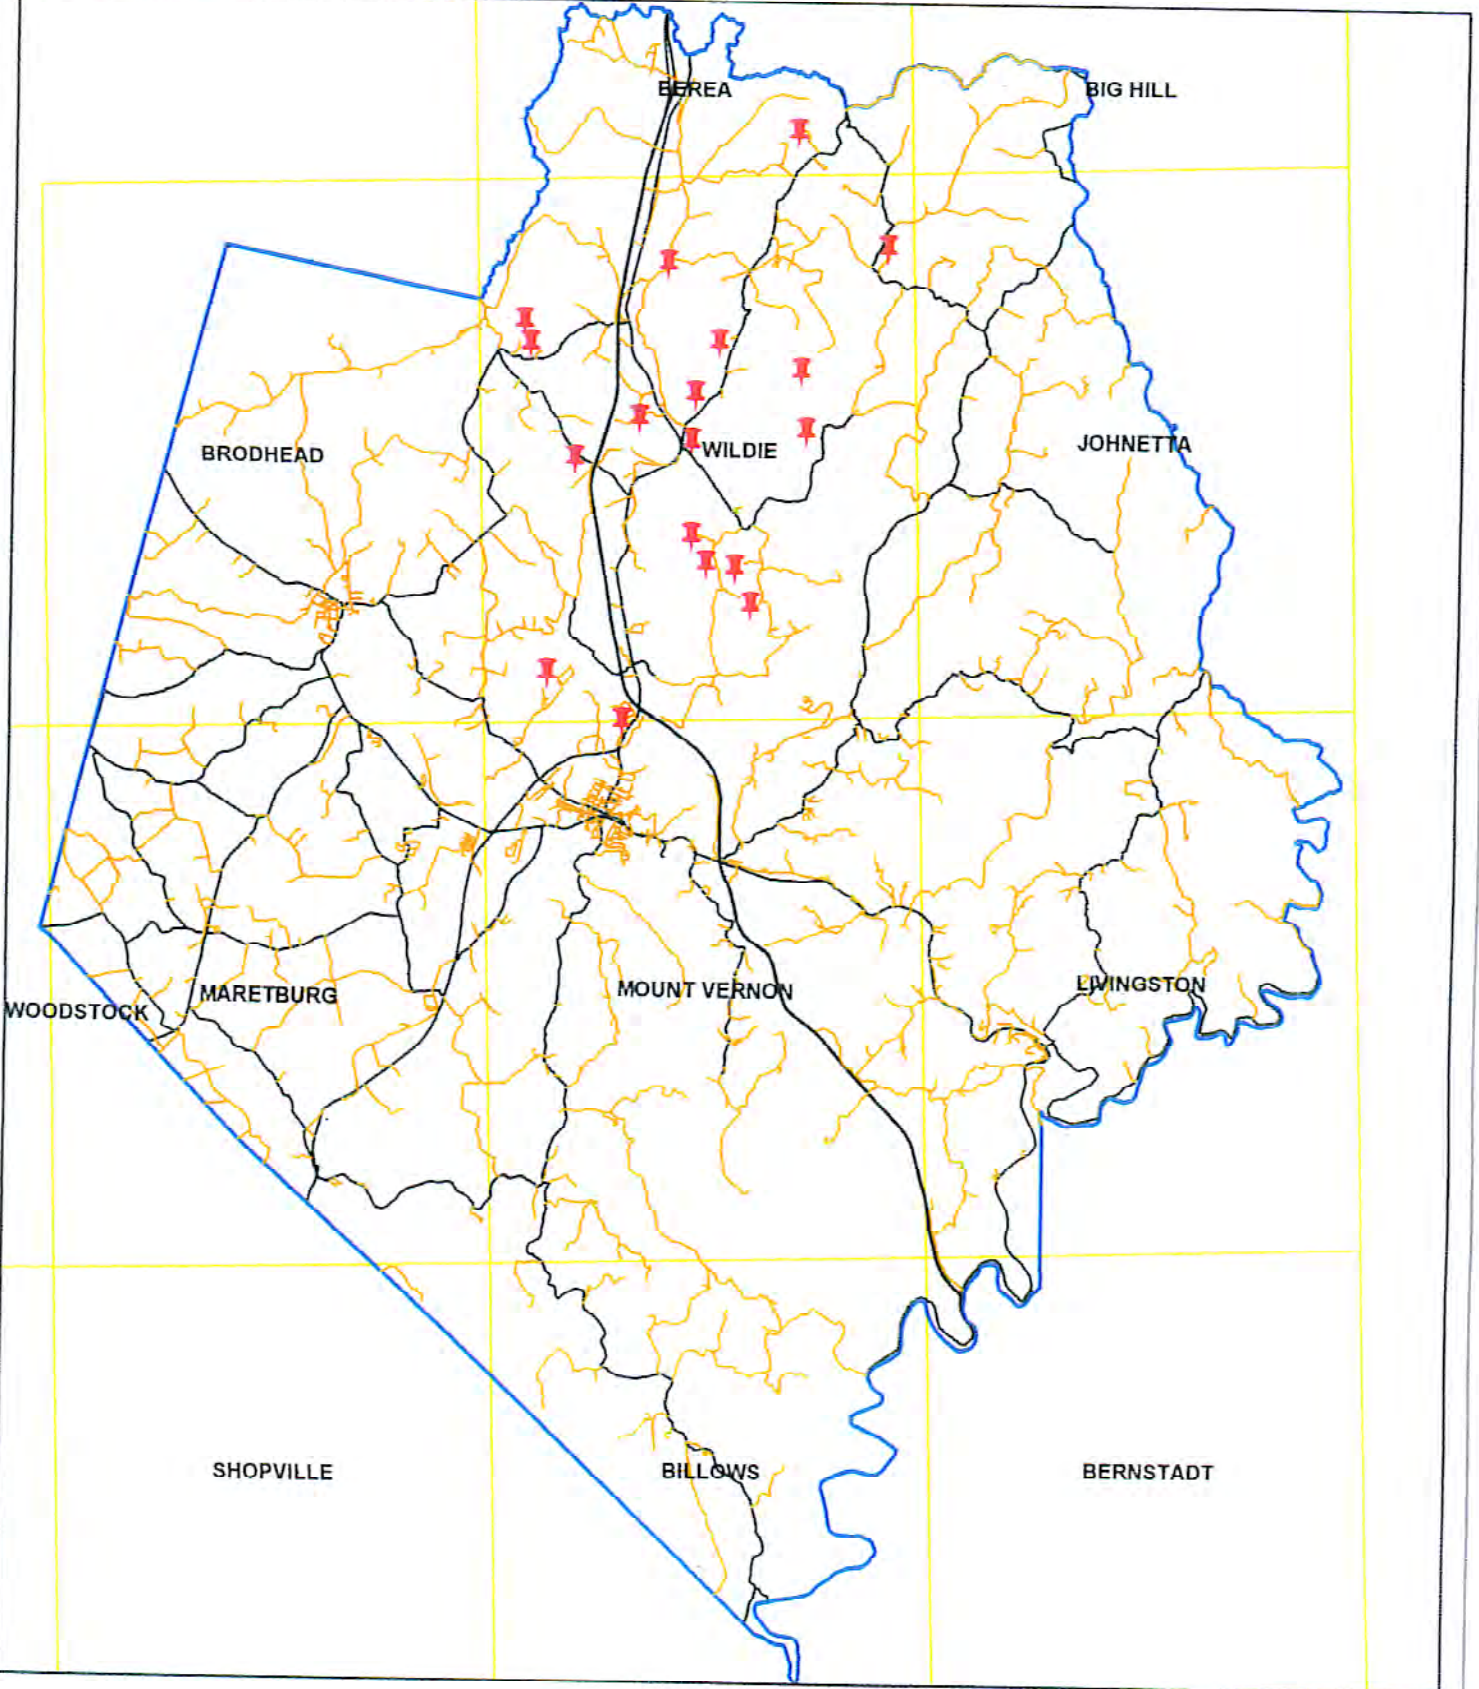 BEREA
BIG HILL
BRODHEAD
WILDIE
JOHNETTA
WOODSTOCK
MARETBURG
MOUNT VERNON
LIVINGSTON
SHOPVILLE
BILLOWS
BERNSTADT